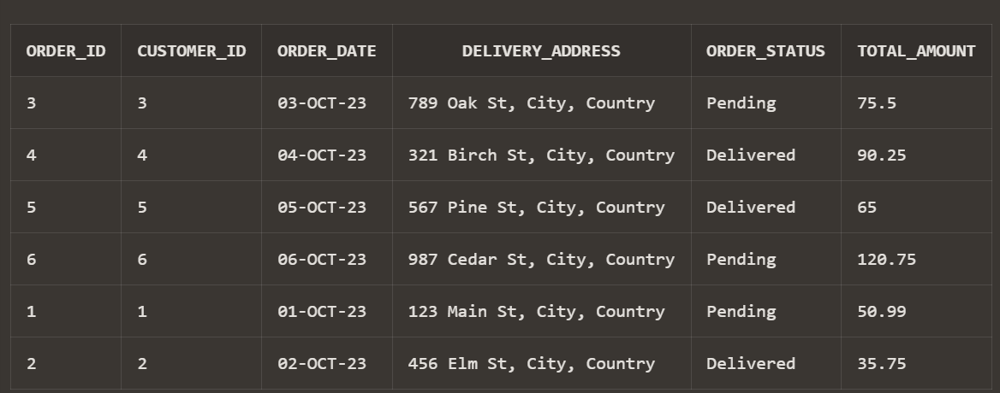 ORDER_ID CUSTOMER_ID ORDER_DATE DELIVERY_ADDRESS ORDER_STATUS TOTAL_AMOUNT
3 3 03-OCT-23 789 Oak St, City, Country Pending 75.5
4 4 04-OCT-23 321 Birch St, City, Country Delivered 90.25
5 5 05-OCT-23 567 Pine St, City, Country Delivered 65
6 6 06-OCT-23 987 Cedar St, City, Country Pending 120.75
1 1 01-OCT-23 123 Main St, City, Country Pending 50.99
2 2 02-OCT-23 456 Elm St, City, Country Delivered 35.75